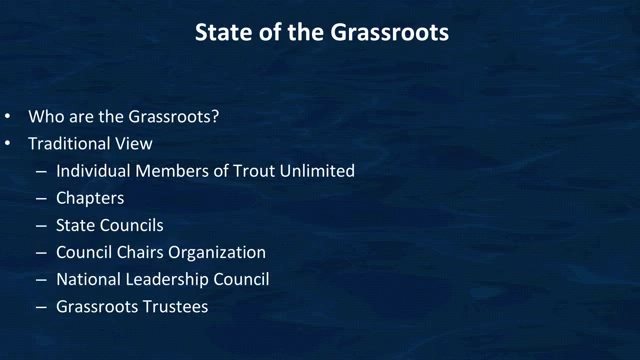 State of the Grassroots
• Who are the Grassroots?
• Traditional View
– Individual Members of Trout Unlimited
– Chapters
– State Councils
– Council Chairs Organization
– National Leadership Council
– Grassroots Trustees